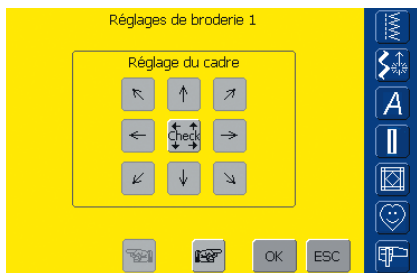 Réglages de broderie 1
Réglage du cadre
Check
OK ESC
A